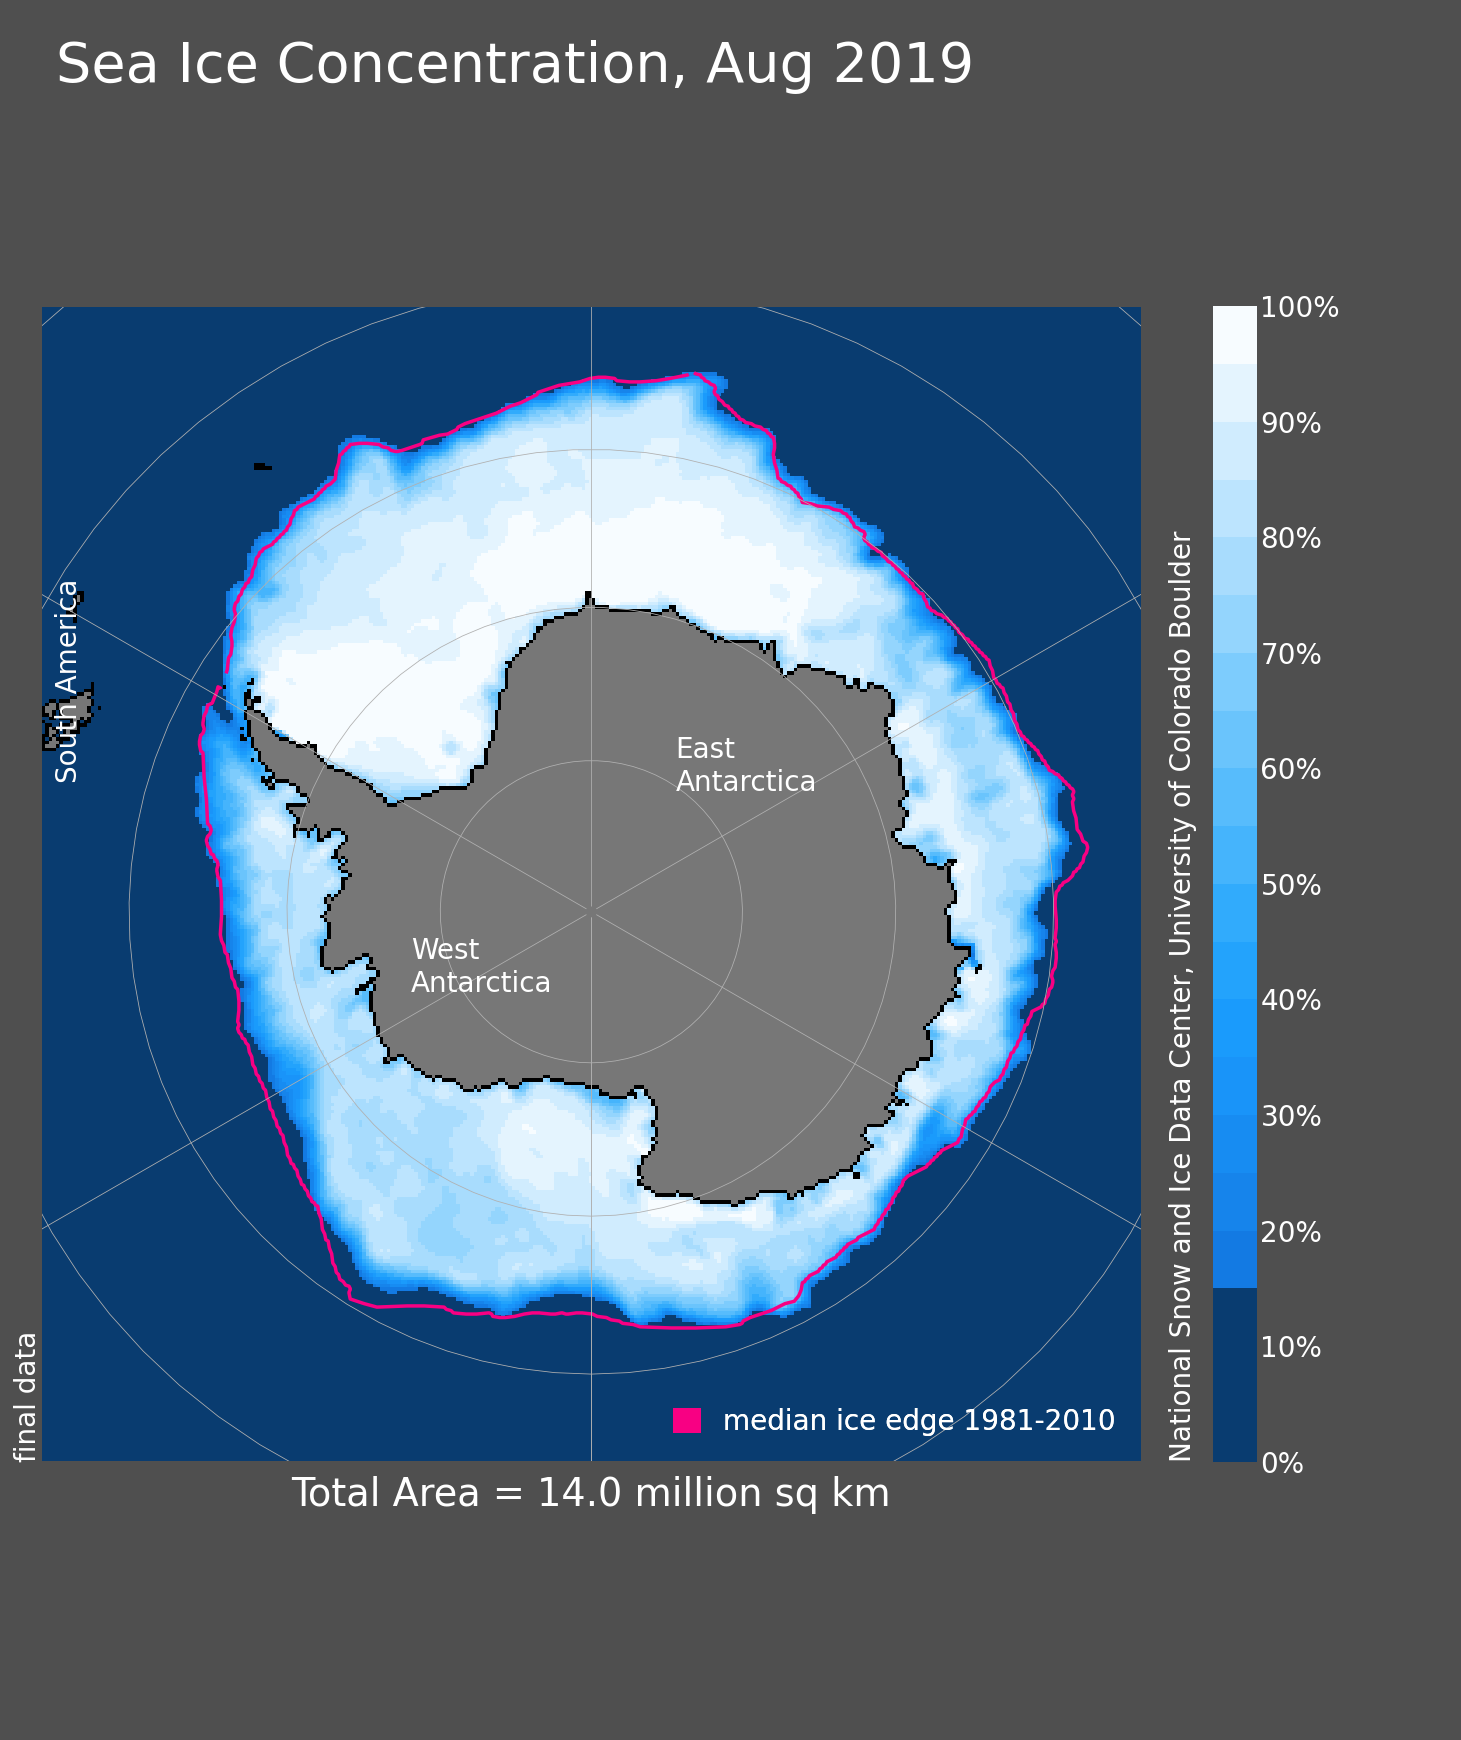 Sea Ice Concentration, Aug 2019
South America
East
Antarctica
West
Antarctica
final data
median ice edge 1981-2010
Total Area = 14.0 million sq km
National Snow and Ice Data Center, University of Colorado Boulder
100%
90%
80%
70%
60%
50%
40%
30%
20%
10%
0%